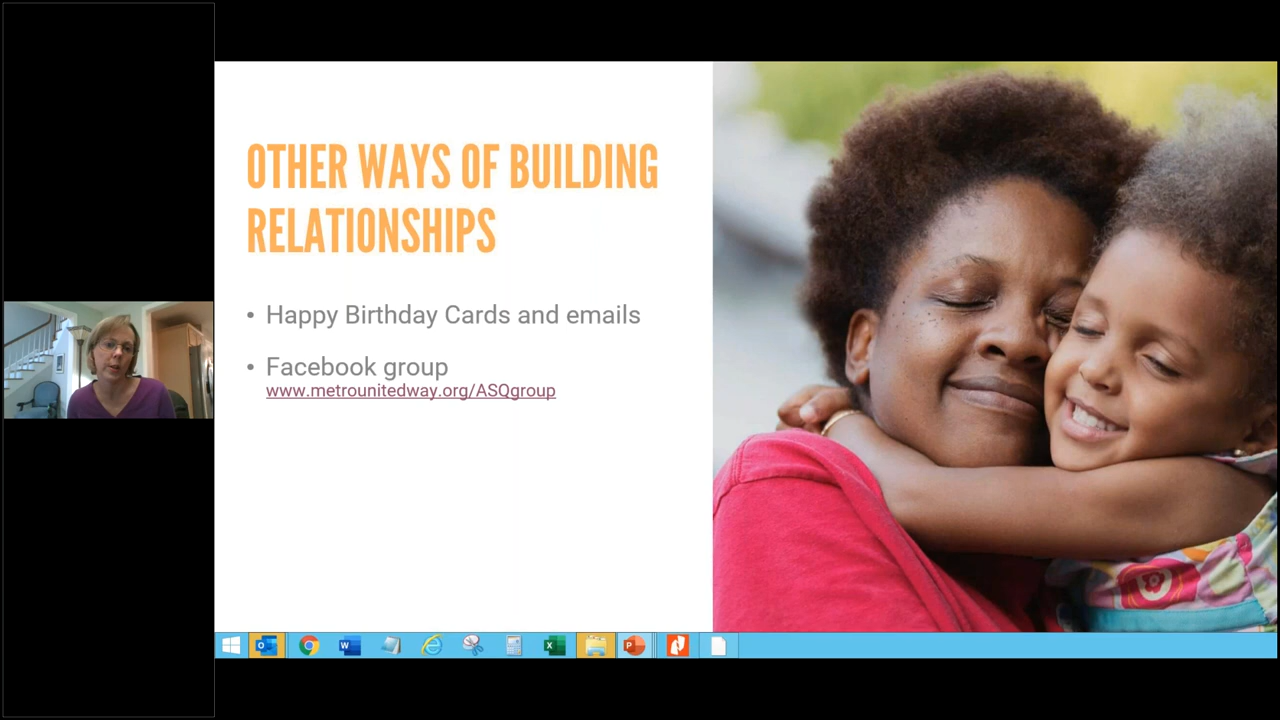 OTHER WAYS OF BUILDING
RELATIONSHIPS
• Happy Birthday Cards and emails
• Facebook group
www.metrounitedway.org/ASQgroup